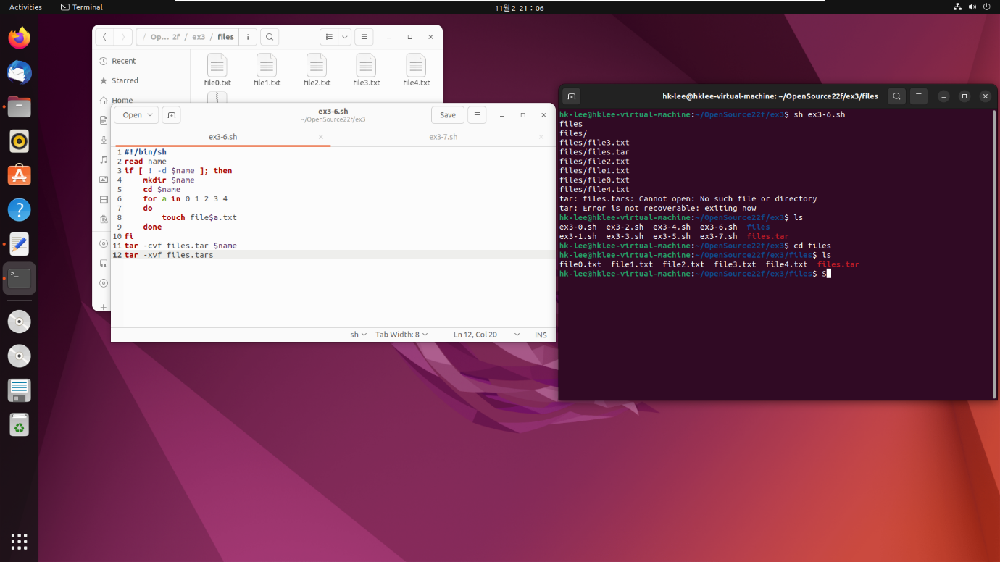 Activities
Terminal
11월 2 21 : 06
/ Op... 2f / ex3 / files
Recent
Starred
Home
file0.txt file1.txt file2.txt file3.txt file4.txt
Open
ex3-6.sh
~/OpenSource22f/ex3
Save
ex3-6.sh
ex3-7.sh
1 #!/bin/sh
2 read name
3 if [ ! -d $name ]; then
4 mkdir $name
5 cd $name
6 for a in 0 1 2 3 4
7 do
8 touch file$a.txt
9 done
10 fi
11 tar -cvf files.tar $name
12 tar -xvf files.tars
sh Tab Width: 8 Ln 12, Col 20 INS
hk-lee@hklee-virtual-machine: ~/OpenSource22f/ex3/files
hk-lee@hklee-virtual-machine:~/OpenSource22f/ex3$ sh ex3-6.sh
files
files/
files/file3.txt
files/files.tar
files/file2.txt
files/file1.txt
files/file0.txt
files/file4.txt
tar: files.tars: Cannot open: No such file or directory
tar: Error is not recoverable: exiting now
hk-lee@hklee-virtual-machine:~/OpenSource22f/ex3$ ls
ex3-0.sh ex3-2.sh ex3-4.sh ex3-6.sh files
ex3-1.sh ex3-3.sh ex3-5.sh ex3-7.sh files.tar
hk-lee@hklee-virtual-machine:~/OpenSource22f/ex3$ cd files
hk-lee@hklee-virtual-machine:~/OpenSource22f/ex3/files$ ls
file0.txt file1.txt file2.txt file3.txt file4.txt files.tar
hk-lee@hklee-virtual-machine:~/OpenSource22f/ex3/files$ S